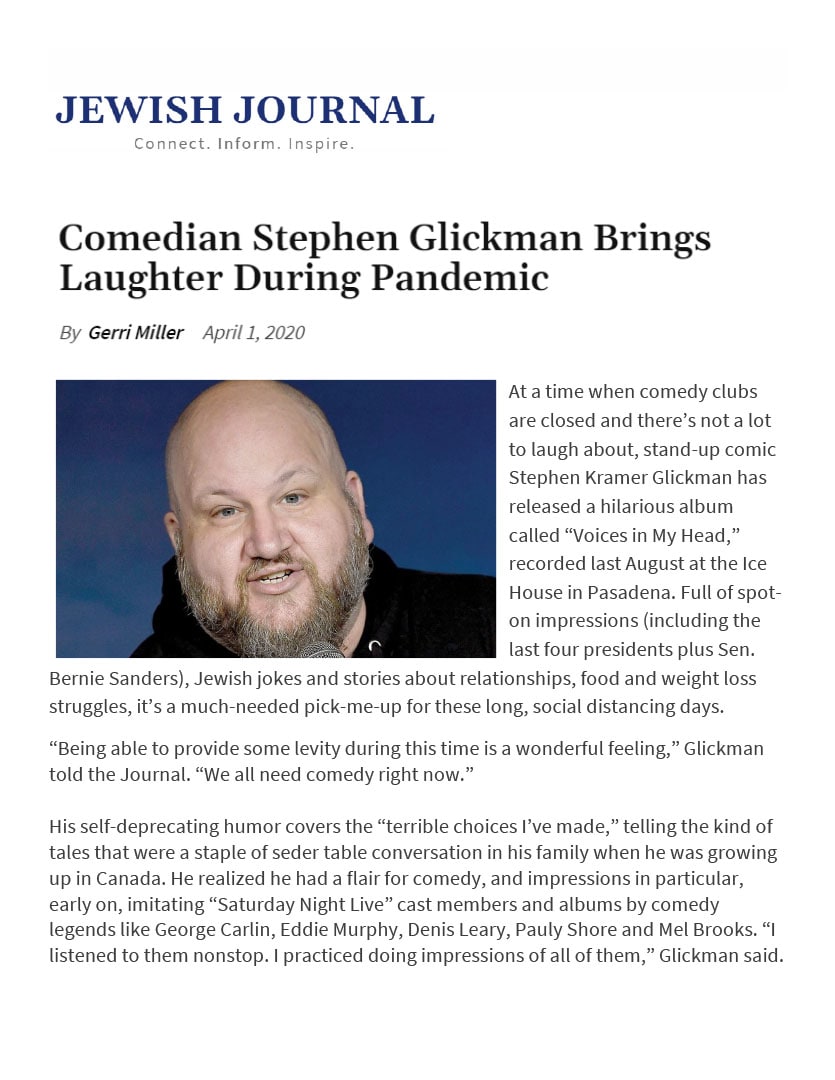 JEWISH JOURNAL
Connect. Inform. Inspire.
Comedian Stephen Glickman Brings
Laughter During Pandemic
By Gerri Miller April 1, 2020
At a time when comedy clubs
are closed and there’s not a lot
to laugh about, stand-up comic
Stephen Kramer Glickman has
released a hilarious album
called “Voices in My Head,”
recorded last August at the Ice
House in Pasadena. Full of spot-
on impressions (including the
last four presidents plus Sen.
Bernie Sanders), Jewish jokes and stories about relationships, food and weight loss
struggles, it’s a much-needed pick-me-up for these long, social distancing days.
“Being able to provide some levity during this time is a wonderful feeling,” Glickman
told the Journal. “We all need comedy right now.”
His self-deprecating humor covers the “terrible choices I’ve made,” telling the kind of
tales that were a staple of seder table conversation in his family when he was growing
up in Canada. He realized he had a flair for comedy, and impressions in particular,
early on, imitating “Saturday Night Live” cast members and albums by comedy
legends like George Carlin, Eddie Murphy, Denis Leary, Pauly Shore and Mel Brooks. “I
listened to them nonstop. I practiced doing impressions of all of them,” Glickman said.